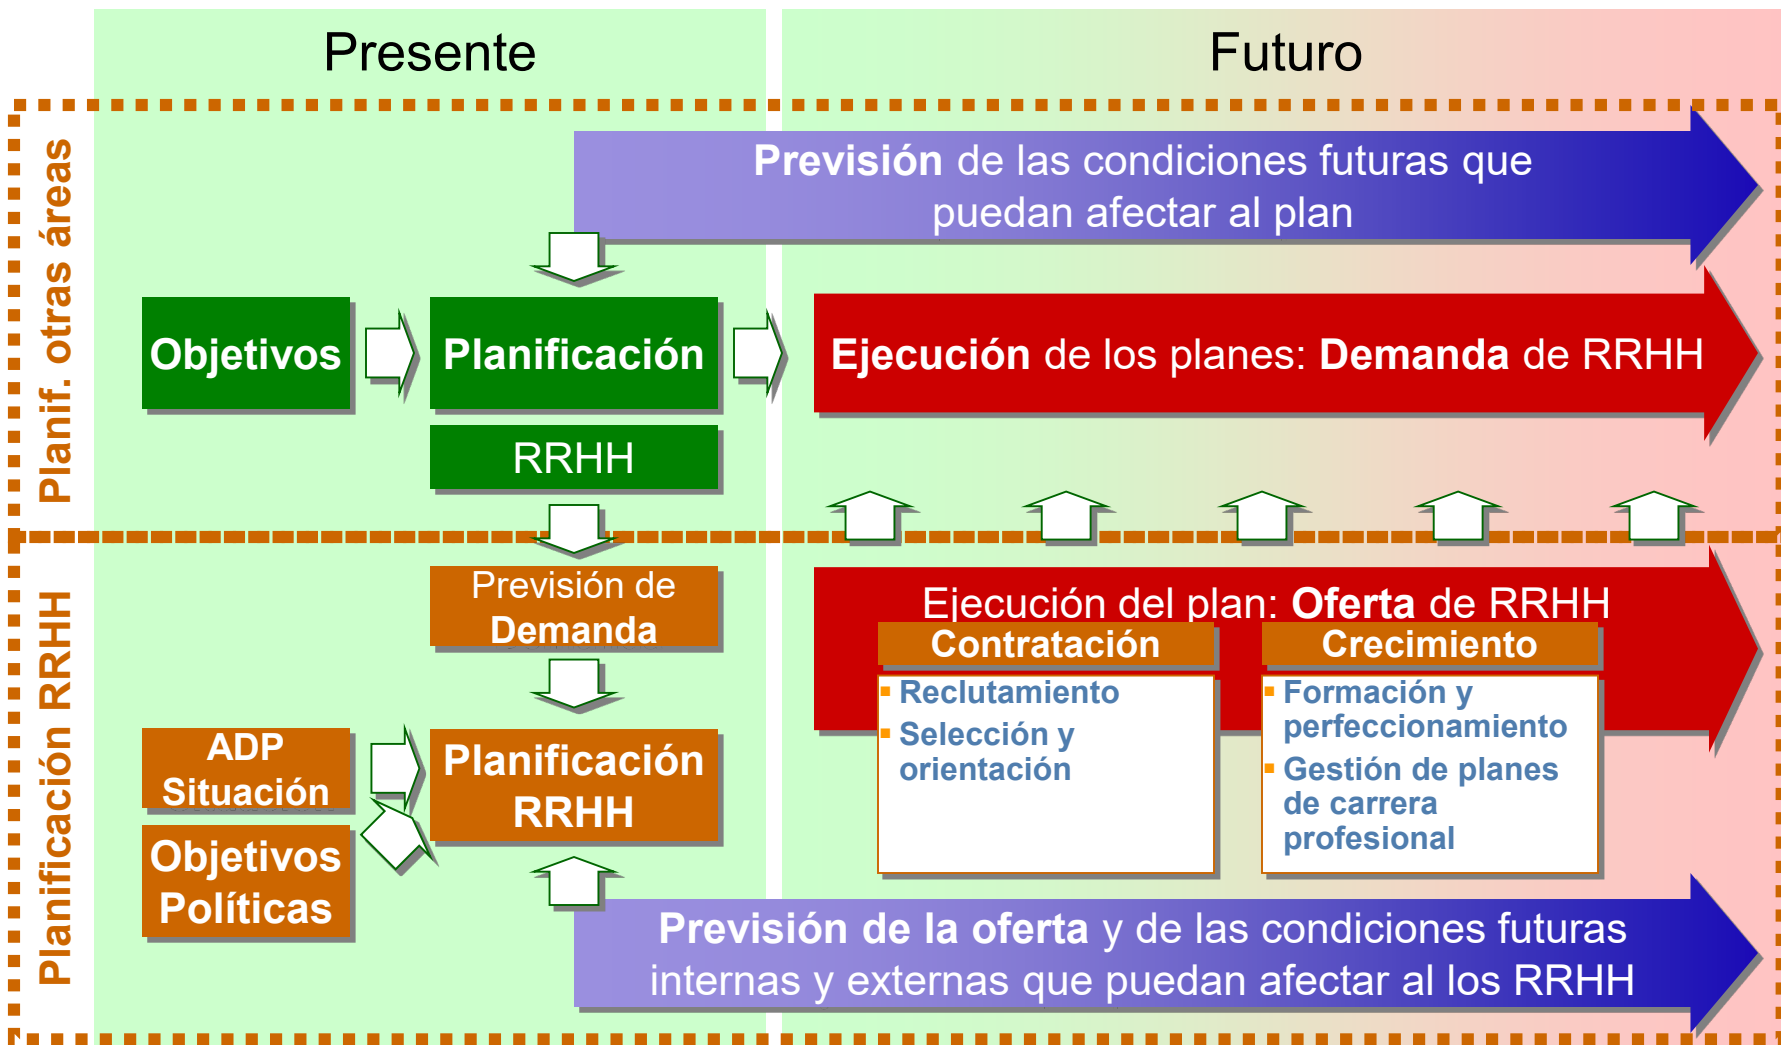 Presente
Futuro
Planif. otras áreas
Previsión de las condiciones futuras que
puedan afectar al plan
Objetivos
Planificación
Ejecución de los planes: Demanda de RRHH
RRHH
Planificación RRHH
Previsión de
Demanda
Ejecución del plan: Oferta de RRHH
Contratación
Reclutamiento
Selección y
orientación
Crecimiento
Formación y
perfeccionamiento
Gestión de planes
de carrera
profesional
ADP
Situación
Planificación
RRHH
Objetivos
Políticas
Previsión de la oferta y de las condiciones futuras
internas y externas que puedan afectar al los RRHH